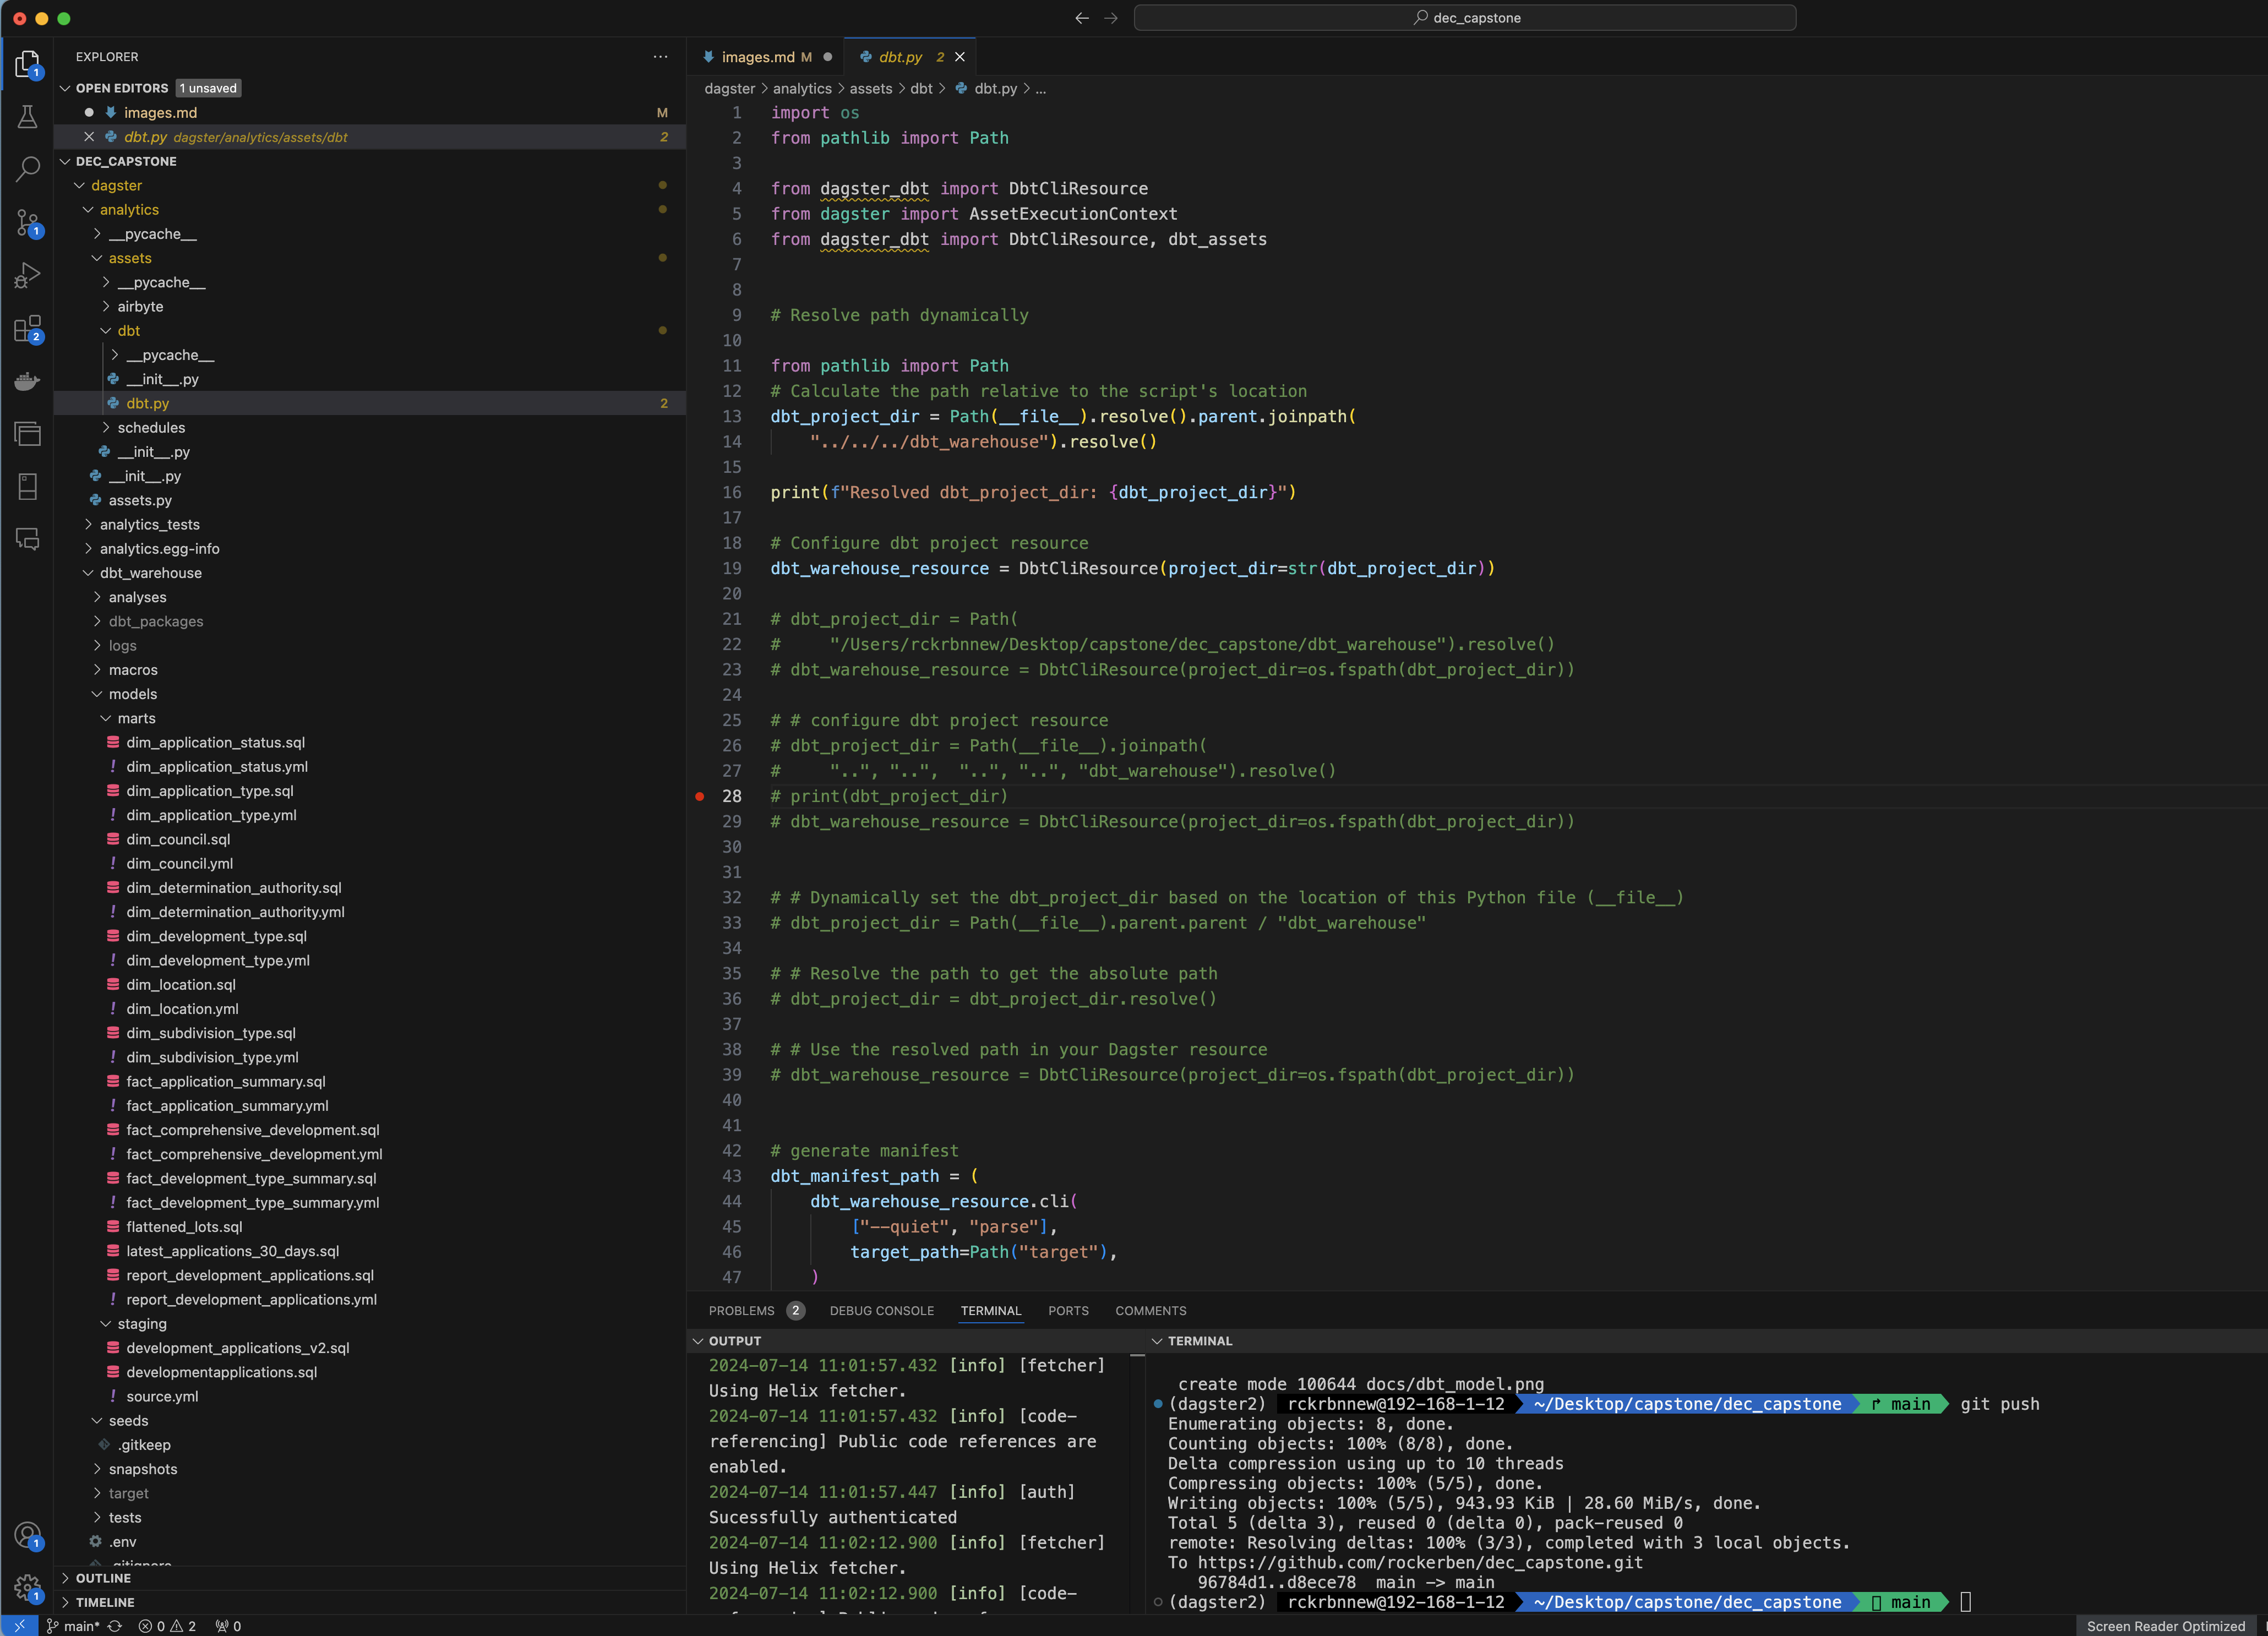 dec_capstone
EXPLORER
OPEN EDITORS 1 unsaved
images.md M
dbt.py dagster/analytics/assets/dbt 2
DEC_CAPSTONE
dagster
analytics
__pycache__
assets
__pycache__
airbyte
dbt
__pycache__
__init__.py
dbt.py 2
schedules
__init__.py
__init__.py
assets.py
analytics_tests
analytics.egg-info
dbt_warehouse
analyses
dbt_packages
logs
macros
models
marts
dim_application_status.sql
dim_application_status.yml
dim_application_type.sql
dim_application_type.yml
dim_council.sql
dim_council.yml
dim_determination_authority.sql
dim_determination_authority.yml
dim_development_type.sql
dim_development_type.yml
dim_location.sql
dim_location.yml
dim_subdivision_type.sql
dim_subdivision_type.yml
fact_application_summary.sql
fact_application_summary.yml
fact_comprehensive_development.sql
fact_comprehensive_development.yml
fact_development_type_summary.sql
fact_development_type_summary.yml
flattened_lots.sql
latest_applications_30_days.sql
report_development_applications.sql
report_development_applications.yml
staging
development_applications_v2.sql
developmentapplications.sql
source.yml
seeds
.gitkeep
snapshots
target
tests
.env
OUTLINE
TIMELINE
images.md M
dbt.py 2
dagster > analytics > assets > dbt > dbt.py > ...
1 import os
2 from pathlib import Path
3
4 from dagster_dbt import DbtCliResource
5 from dagster import AssetExecutionContext
6 from dagster_dbt import DbtCliResource, dbt_assets
7
8
9 # Resolve path dynamically
10
11 from pathlib import Path
12 # Calculate the path relative to the script's location
13 dbt_project_dir = Path(__file__).resolve().parent.joinpath(
14     "../../../dbt_warehouse").resolve()
15
16 print(f"Resolved dbt_project_dir: {dbt_project_dir}")
17
18 # Configure dbt project resource
19 dbt_warehouse_resource = DbtCliResource(project_dir=str(dbt_project_dir))
20
21 # dbt_project_dir = Path(
22 #     "/Users/rckrbnnew/Desktop/capstone/dec_capstone/dbt_warehouse").resolve()
23 # dbt_warehouse_resource = DbtCliResource(project_dir=os.fspath(dbt_project_dir))
24
25 # # configure dbt project resource
26 # dbt_project_dir = Path(__file__).joinpath(
27 #     "..", "..",  "..", "..", "dbt_warehouse").resolve()
28 # print(dbt_project_dir)
29 # dbt_warehouse_resource = DbtCliResource(project_dir=os.fspath(dbt_project_dir))
30
31
32 # # Dynamically set the dbt_project_dir based on the location of this Python file (__file__)
33 # dbt_project_dir = Path(__file__).parent.parent / "dbt_warehouse"
34
35 # # Resolve the path to get the absolute path
36 # dbt_project_dir = dbt_project_dir.resolve()
37
38 # # Use the resolved path in your Dagster resource
39 # dbt_warehouse_resource = DbtCliResource(project_dir=os.fspath(dbt_project_dir))
40
41
42 # generate manifest
43 dbt_manifest_path = (
44     dbt_warehouse_resource.cli(
45         ["--quiet", "parse"],
46         target_path=Path("target"),
47     )
PROBLEMS 2 DEBUG CONSOLE TERMINAL PORTS COMMENTS
OUTPUT
2024-07-14 11:01:57.432 [info] [fetcher]
Using Helix fetcher.
2024-07-14 11:01:57.432 [info] [code-
referencing] Public code references are
enabled.
2024-07-14 11:01:57.447 [info] [auth]
Sucessfully authenticated
2024-07-14 11:02:12.900 [info] [fetcher]
Using Helix fetcher.
2024-07-14 11:02:12.900 [info] [code-
TERMINAL
create mode 100644 docs/dbt_model.png
(dagster2) rckrbnnew@192-168-1-12 ~/Desktop/capstone/dec_capstone main git push
Enumerating objects: 8, done.
Counting objects: 100% (8/8), done.
Delta compression using up to 10 threads
Compressing objects: 100% (5/5), done.
Writing objects: 100% (5/5), 943.93 KiB | 28.60 MiB/s, done.
Total 5 (delta 3), reused 0 (delta 0), pack-reused 0
remote: Resolving deltas: 100% (3/3), completed with 3 local objects.
To https://github.com/rockerben/dec_capstone.git
96784d1..d8ece78  main -> main
(dagster2) rckrbnnew@192-168-1-12 ~/Desktop/capstone/dec_capstone main
main* 0 2 0
Screen Reader Optimized